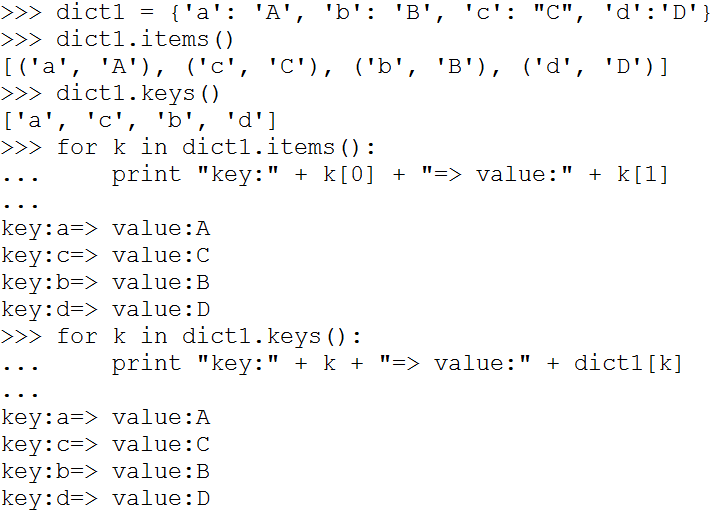 >>> dict1 = {'a': 'A', 'b': 'B', 'c': "C", 'd':'D'}
>>> dict1.items()
[('a', 'A'), ('c', 'C'), ('b', 'B'), ('d', 'D')]
>>> dict1.keys()
['a', 'c', 'b', 'd']
>>> for k in dict1.items():
...     print "key:" + k[0] + "=> value:" + k[1]
...
key:a=> value:A
key:c=> value:C
key:b=> value:B
key:d=> value:D
>>> for k in dict1.keys():
...     print "key:" + k + "=> value:" + dict1[k]
...
key:a=> value:A
key:c=> value:C
key:b=> value:B
key:d=> value:D